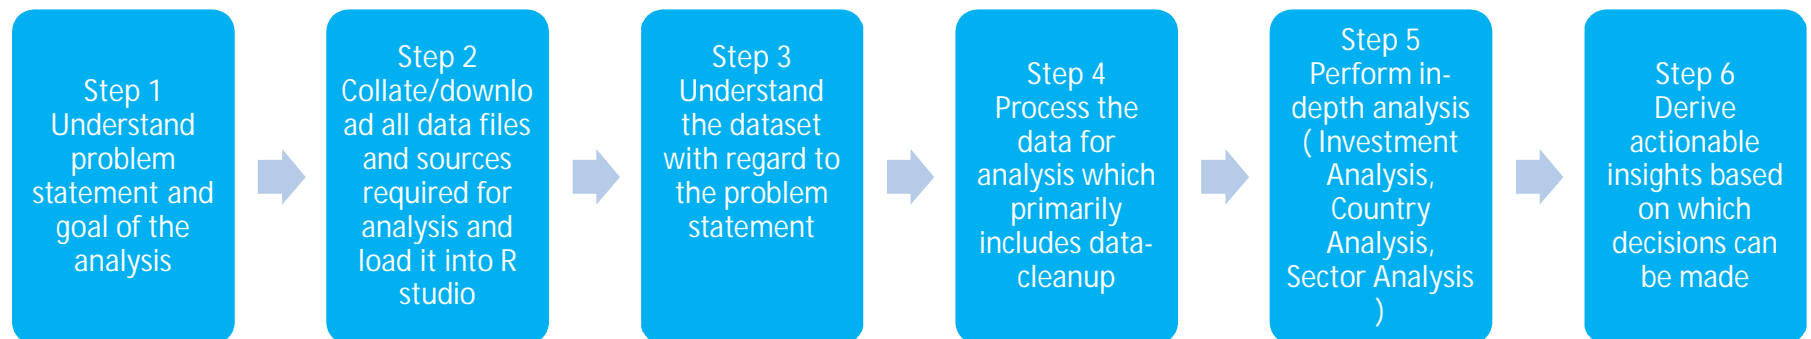 Step 1
Understand
problem
statement and
goal of the
analysis
Step 2
Collate/downlo
ad all data files
and sources
required for
analysis and
load it into R
studio
Step 3
Understand
the dataset
with regard to
the problem
statement
Step 4
Process the
data for
analysis which
primarily
includes data-
cleanup
Step 5
Perform in-
depth analysis
( Investment
Analysis,
Country
Analysis,
Sector Analysis
)
Step 6
Derive
actionable
insights based
on which
decisions can
be made